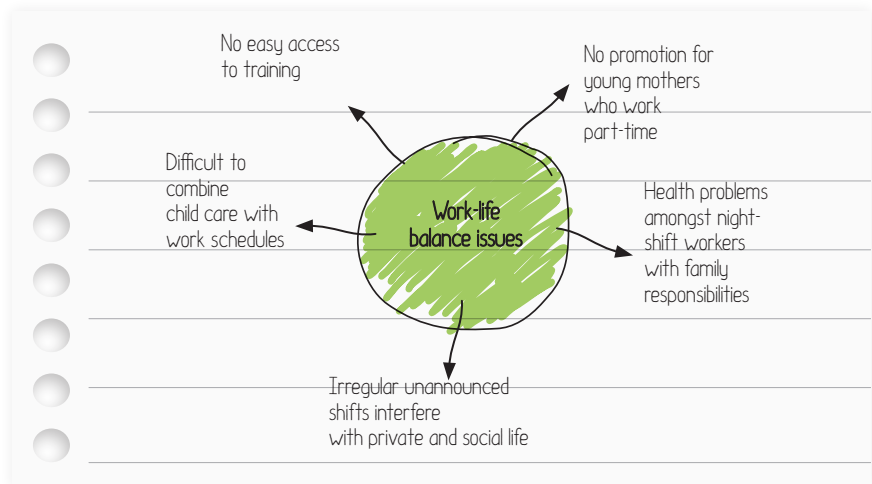 No easy access
to training
No promotion for
young mothers
who work
part-time
Difficult to
combine
child care with
work schedules
Work-life
balance issues
Health problems
amongst night-
shift workers
with family
responsibilities
Irregular unannounced
shifts interfere
with private and social life